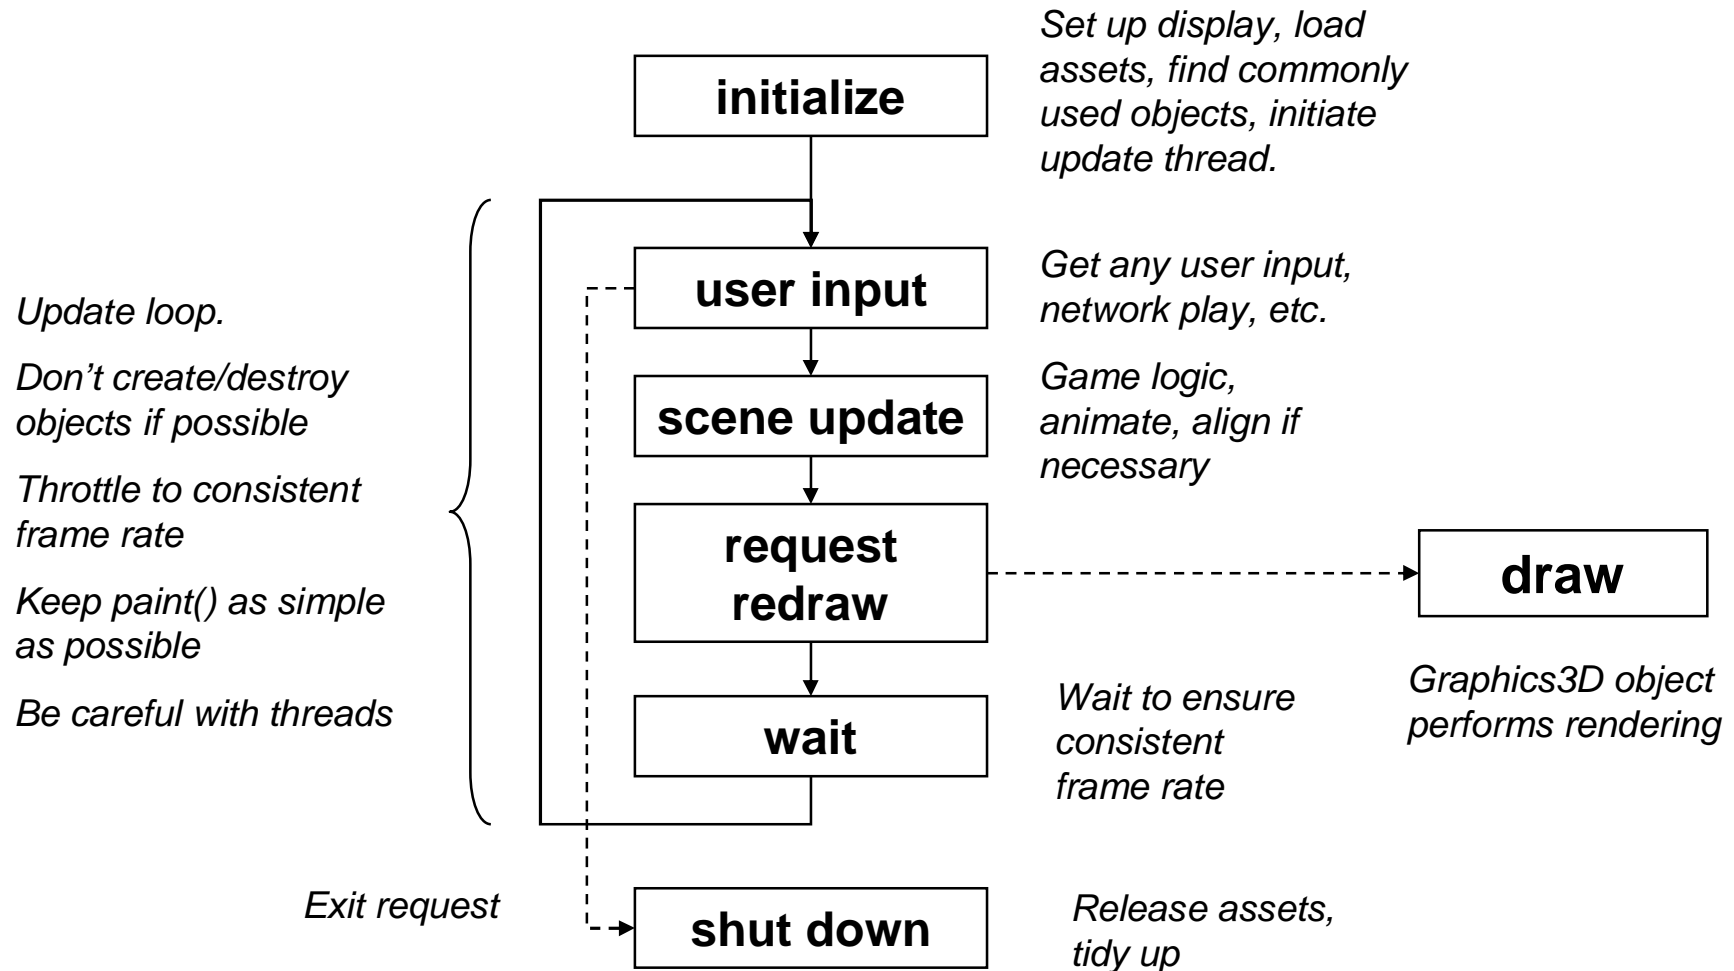 Set up display, load
assets, find commonly
used objects, initiate
update thread.
initialize
user input
Get any user input,
network play, etc.
Update loop.
Don’t create/destroy
objects if possible
Throttle to consistent
frame rate
Keep paint() as simple
as possible
Be careful with threads
scene update
Game logic,
animate, align if
necessary
request
redraw
draw
Graphics3D object
performs rendering
wait
Wait to ensure
consistent
frame rate
Exit request
shut down
Release assets,
tidy up